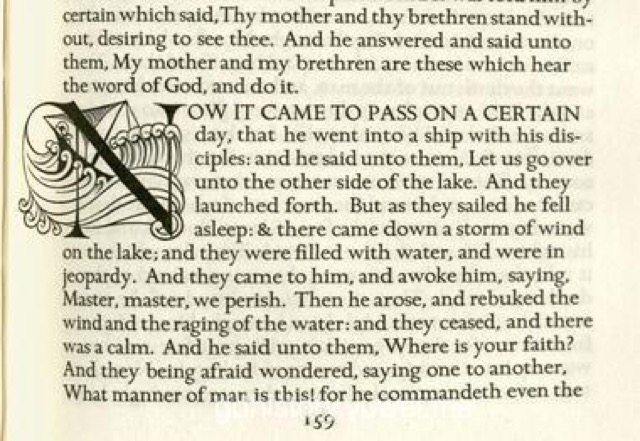 certain which said, Thy mother and thy brethren stand with-
out, desiring to see thee. And he answered and said unto
them, My mother and my brethren are these which hear
the word of God, and do it.
NOW IT CAME TO PASS ON A CERTAIN
day, that he went into a ship with his dis-
ciples: and he said unto them, Let us go over
unto the other side of the lake. And they
launched forth. But as they sailed he fell
asleep: & there came down a storm of wind
on the lake; and they were filled with water, and were in
jeopardy. And they came to him, and awoke him, saying,
Master, master, we perish. Then he arose, and rebuked the
wind and the raging of the water: and they ceased, and there
was a calm. And he said unto them, Where is your faith?
And they being afraid wondered, saying one to another,
What manner of man is this! for he commandeth even the
159